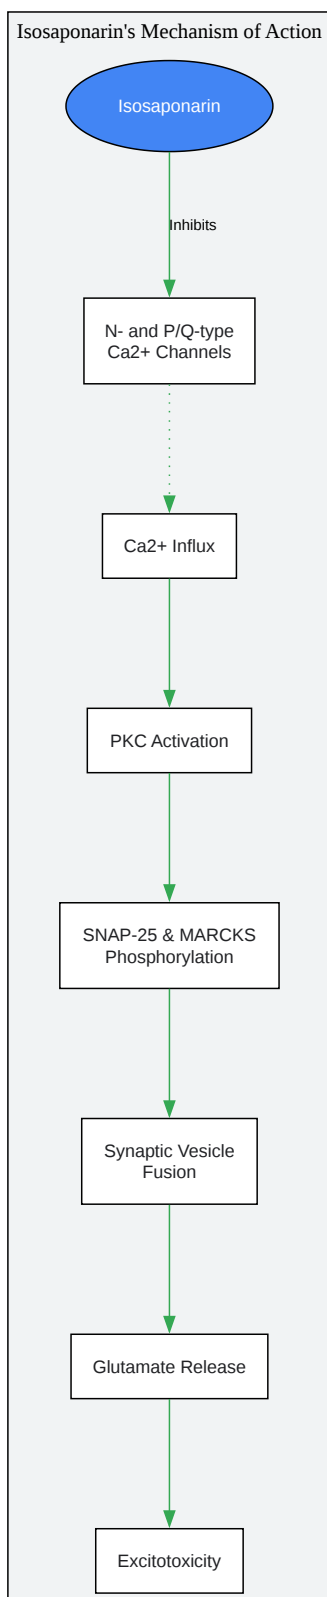 Isosaponarin's Mechanism of Action
Isosaponarin
Inhibits
N- and P/Q-type
Ca2+ Channels
Ca2+ Influx
PKC Activation
SNAP-25 & MARCKS
Phosphorylation
Synaptic Vesicle
Fusion
Glutamate Release
Excitotoxicity